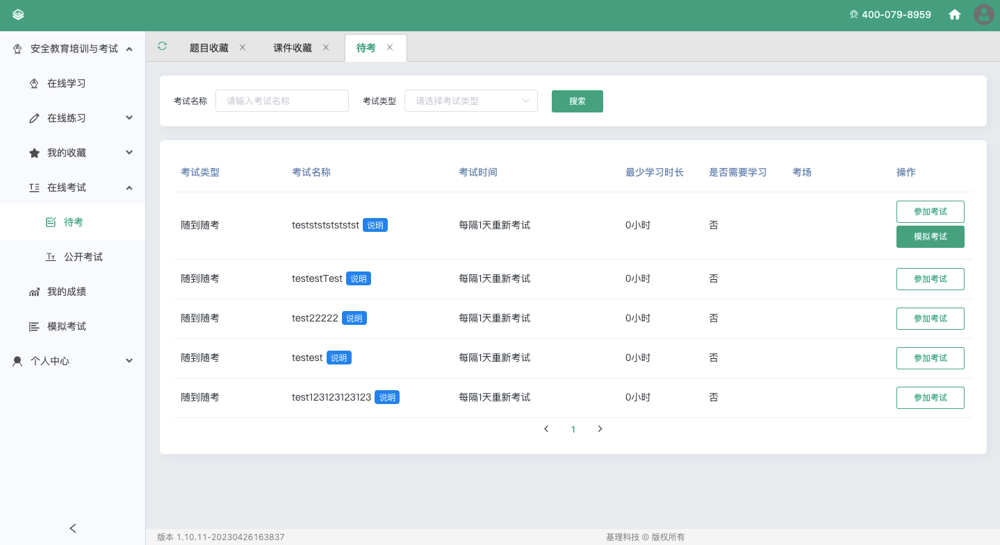 400-079-8959
安全教育培训与考试
在线学习
在线练习
我的收藏
在线考试
待考
公开考试
我的成绩
模拟考试
个人中心
题目收藏 课件收藏 待考
考试名称 请输入考试名称 考试类型 请选择考试类型 搜索
考试类型 考试名称 考试时间 最少学习时长 是否需要学习 考场 操作
随到随考 teststststststst 说明 每隔1天重新考试 0小时 否 参加考试
模拟考试
随到随考 testestTest 说明 每隔1天重新考试 0小时 否 参加考试
随到随考 test22222 说明 每隔1天重新考试 0小时 否 参加考试
随到随考 testest 说明 每隔1天重新考试 0小时 否 参加考试
随到随考 test123123123123 说明 每隔1天重新考试 0小时 否 参加考试
1
版本 1.10.11-20230426163837 基理科技 © 版权所有